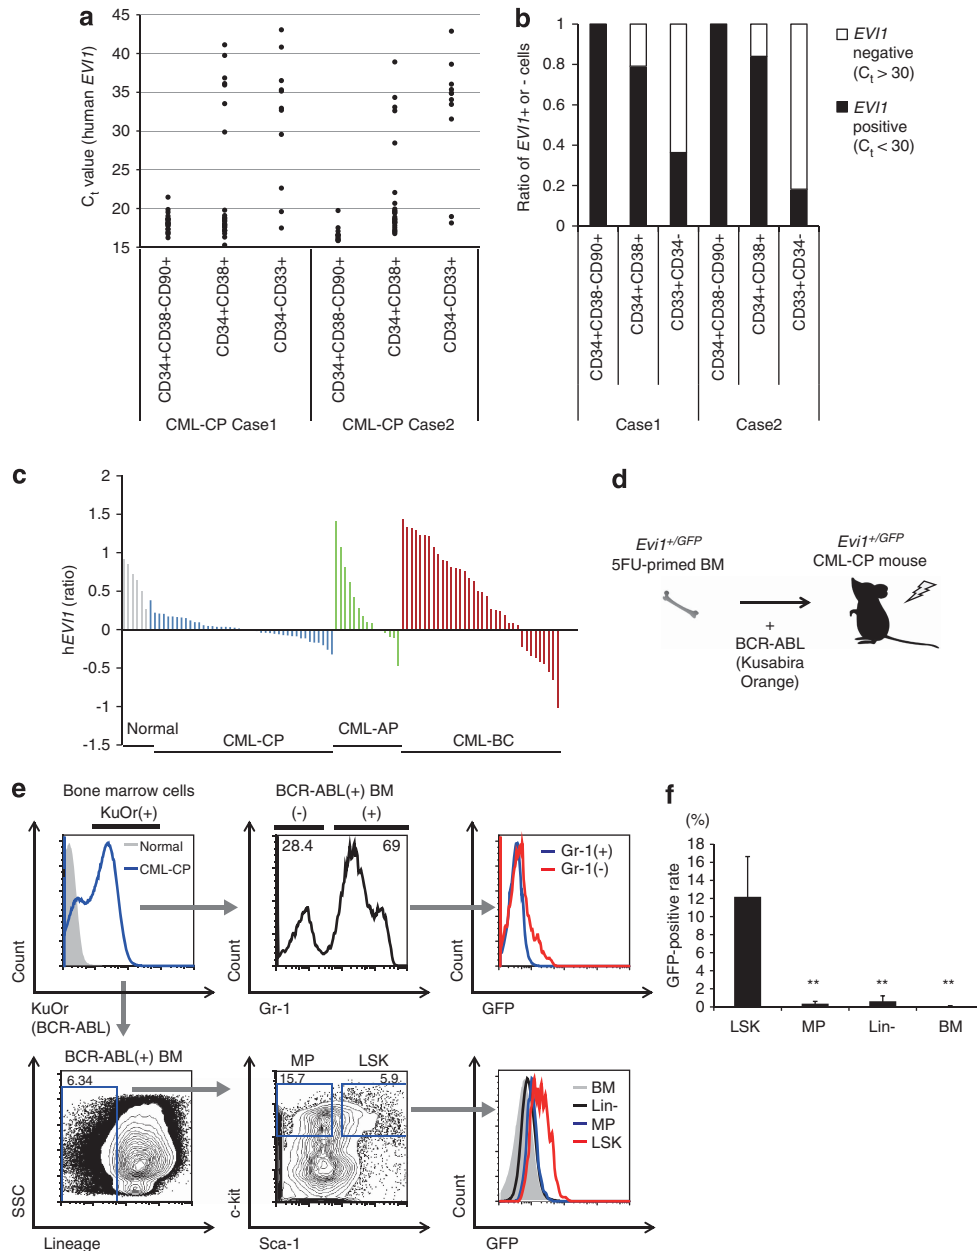 a
Ct value (human EVI1)
45
40
35
30
25
20
15
CD34+CD38-CD90+
CD34+CD38+
CD34-CD33+
CD34+CD38-CD90+
CD34+CD38+
CD34-CD33+
CML-CP Case1
CML-CP Case2
b
Ratio of EVI1+ or - cells
1
0.8
0.6
0.4
0.2
0
CD34+CD38-CD90+
CD34+CD38+
CD33+CD34-
CD34+CD38-CD90+
CD34+CD38+
CD33+CD34-
Case1
Case2
EVI1
negative
(Ct > 30)
EVI1
positive
(Ct < 30)
c
hEVI1 (ratio)
2
1.5
1
0.5
0
-0.5
-1
-1.5
Normal
CML-CP
CML-AP
CML-BC
d
Evi1+/GFP
5FU-primed BM
+
BCR-ABL
(Kusabira
Orange)
Evi1+/GFP
CML-CP mouse
e
Bone marrow cells
KuOr(+)
Normal
CML-CP
Count
KuOr
(BCR-ABL)
BCR-ABL(+) BM
(-)
(+)
28.4
69
Count
Gr-1
Gr-1(+)
Gr-1(-)
Count
GFP
BCR-ABL(+) BM
6.34
SSC
Lineage
MP
LSK
15.7
5.9
c-kit
Sca-1
BM
Lin-
MP
LSK
Count
GFP
f
(%)
GFP-positive rate
18
16
14
12
10
8
6
4
2
0
**
**
**
LSK
MP
Lin-
BM